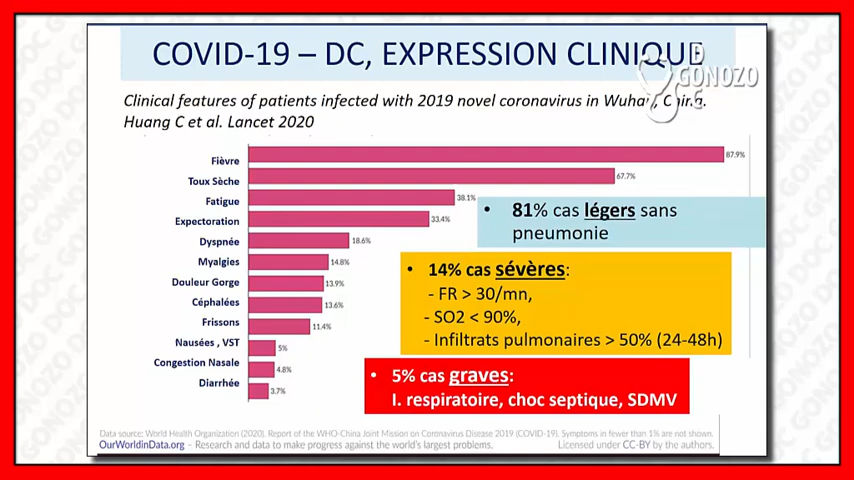 COVID-19 – DC, EXPRESSION CLINIQUE
D
GONOZO
C
Clinical features of patients infected with 2019 novel coronavirus in Wuhan, China.
Huang C et al. Lancet 2020
Fièvre 87.9%
Toux Sèche 67.7%
Fatigue 38.1%
Expectoration 33.4%
Dyspnée 18.6%
Myalgies 14.8%
Douleur Gorge 13.9%
Céphalées 13.6%
Frissons 11.4%
Nausées , VST 5%
Congestion Nasale 4.8%
Diarrhée 3.7%
• 81% cas légers sans
pneumonie
• 14% cas sévères:
- FR > 30/mn,
- SO2 < 90%,
- Infiltrats pulmonaires > 50% (24-48h)
• 5% cas graves:
I. respiratoire, choc septique, SDMV
Data source: World Health Organization (2020). Report of the WHO-China Joint Mission on Coronavirus Disease 2019 (COVID-19). Symptoms in fewer than 1% are not shown.
OurWorldinData.org – Research and data to make progress against the world's largest problems.
Licensed under CC-BY by the authors.